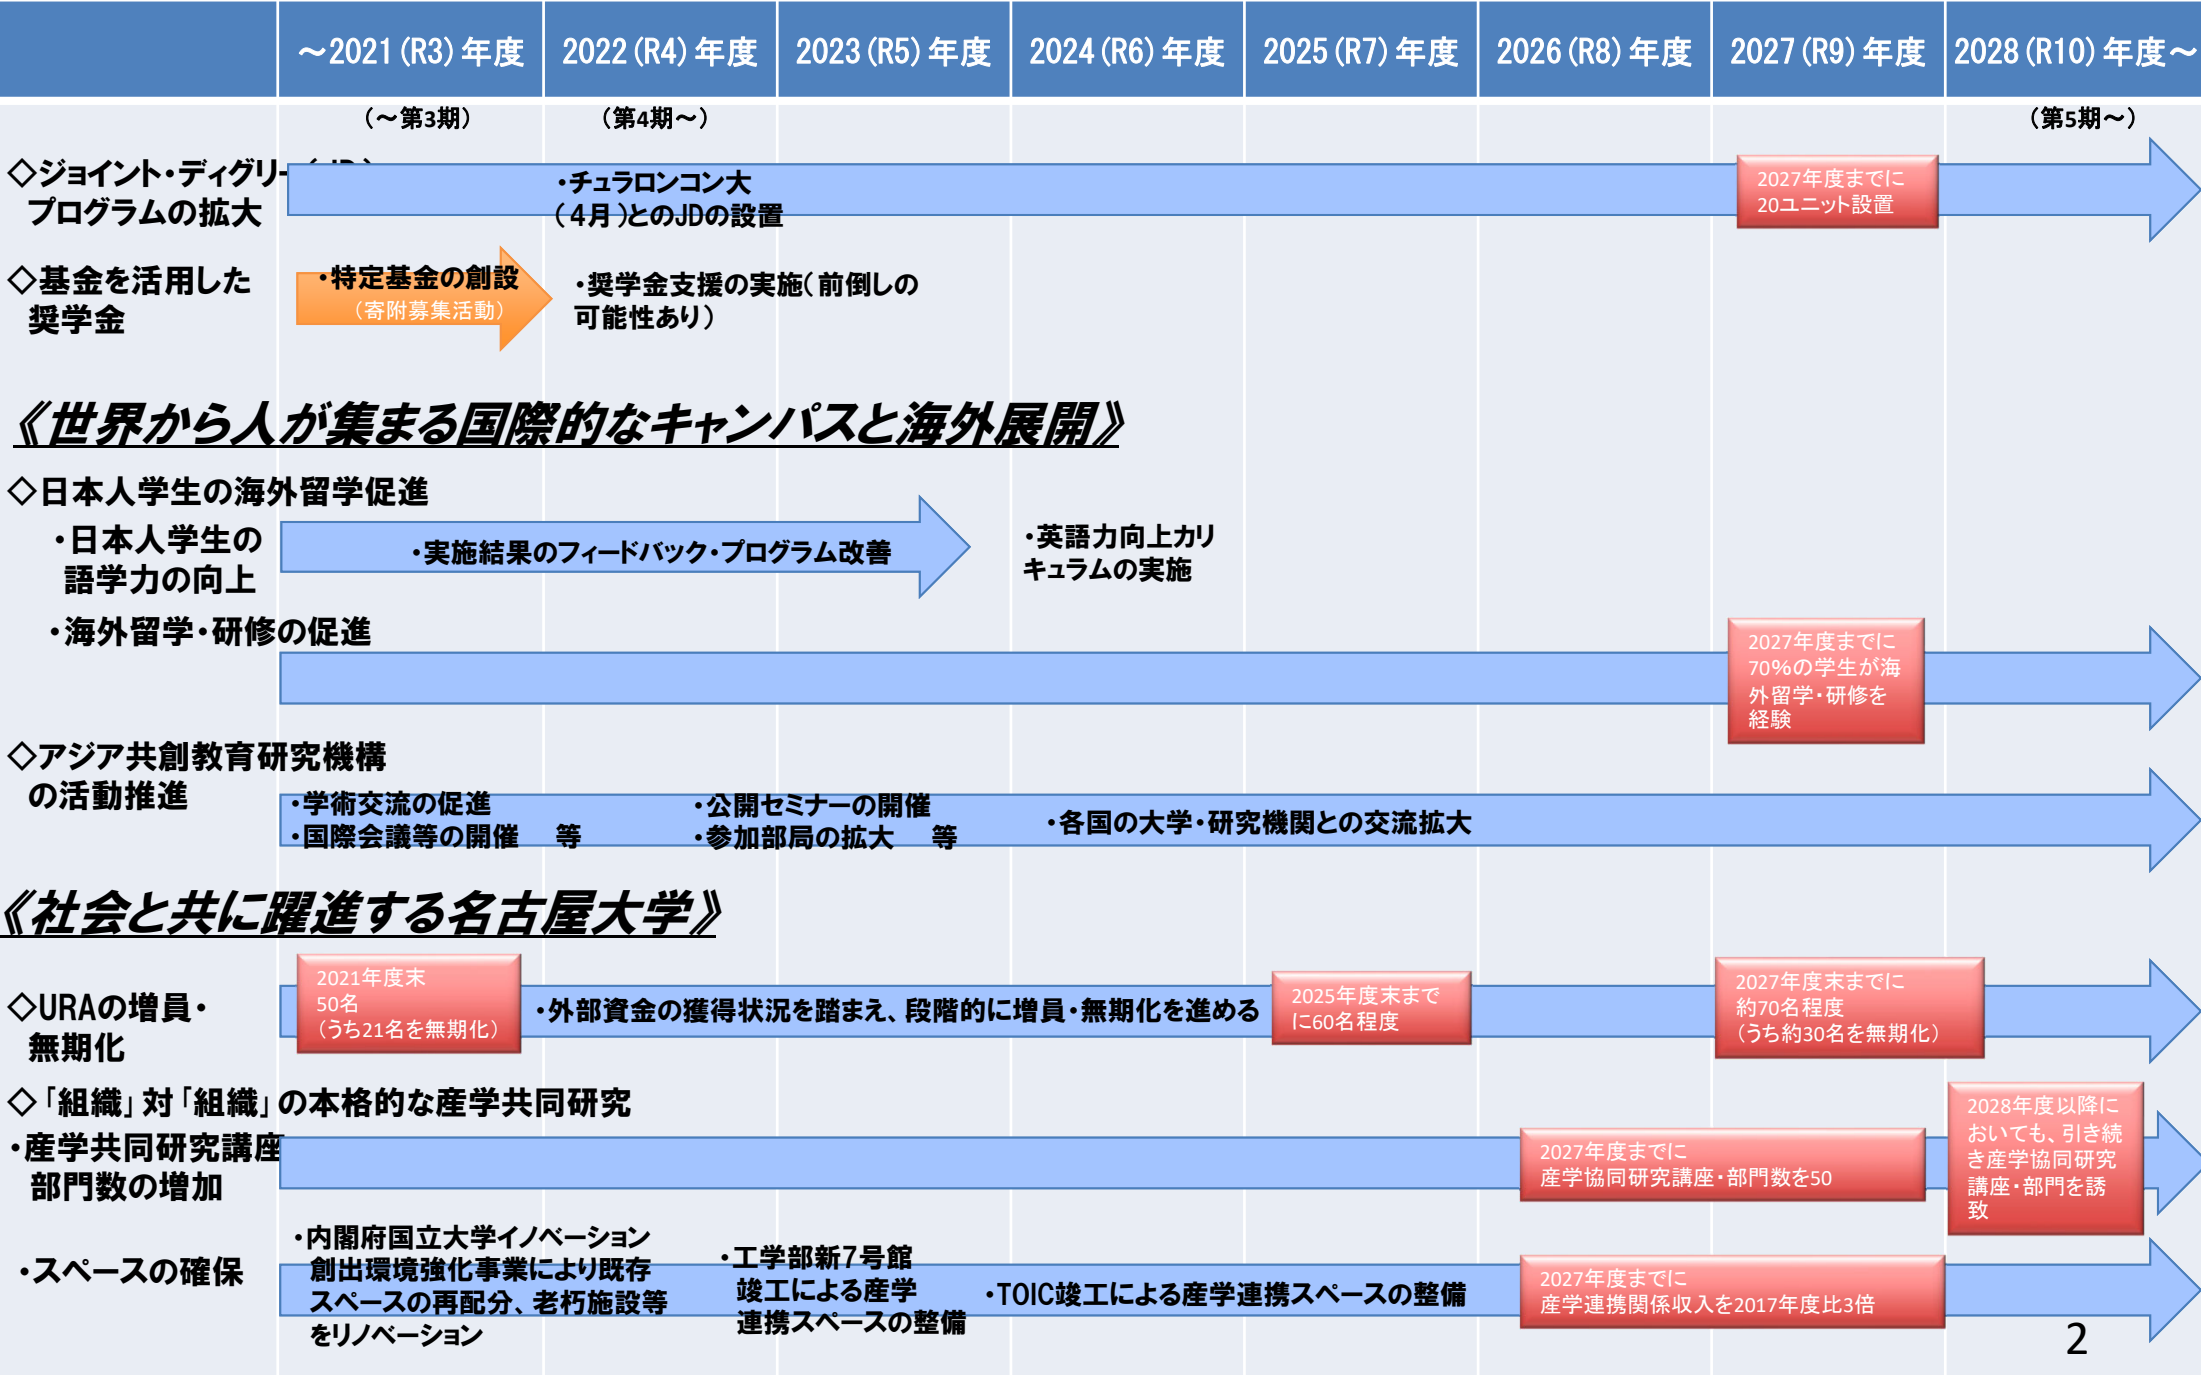 ～2021(R3)年度 2022(R4)年度 2023(R5)年度 2024(R6)年度 2025(R7)年度 2026(R8)年度 2027(R9)年度 2028(R10)年度～
（～第3期） （第4期～） （第5期～）
◇ジョイント・ディグリー
プログラムの拡大
・チュラロンコン大
（4月）とのJDの設置
2027年度までに
20ユニット設置
◇基金を活用した
奨学金
・特定基金の創設
（寄附募集活動）
・奨学金支援の実施（前倒しの
可能性あり）
《世界から人が集まる国際的なキャンパスと海外展開》
◇日本人学生の海外留学促進
・日本人学生の
語学力の向上
・実施結果のフィードバック・プログラム改善
・英語力向上カリ
キュラムの実施
・海外留学・研修の促進
2027年度までに
70%の学生が海
外留学・研修を
経験
◇アジア共創教育研究機構
の活動推進
・学術交流の促進
・国際会議等の開催　等
・公開セミナーの開催
・参加部局の拡大　等
・各国の大学・研究機関との交流拡大
《社会と共に躍進する名古屋大学》
◇URAの増員・
無期化
2021年度末
50名
（うち21名を無期化）
・外部資金の獲得状況を踏まえ、段階的に増員・無期化を進める
2025年度末まで
に60名程度
2027年度末までに
約70名程度
（うち約30名を無期化）
◇「組織」対「組織」の本格的な産学共同研究
・産学共同研究講座
部門数の増加
2027年度までに
産学協同研究講座・部門数を50
2028年度以降に
おいても、引き続
き産学協同研究
講座・部門を誘
致
・スペースの確保
・内閣府国立大学イノベーション
創出環境強化事業により既存
スペースの再配分、老朽施設等
をリノベーション
・工学部新7号館
竣工による産学
連携スペースの整備
・TOIC竣工による産学連携スペースの整備
2027年度までに
産学連携関係収入を2017年度比3倍
2